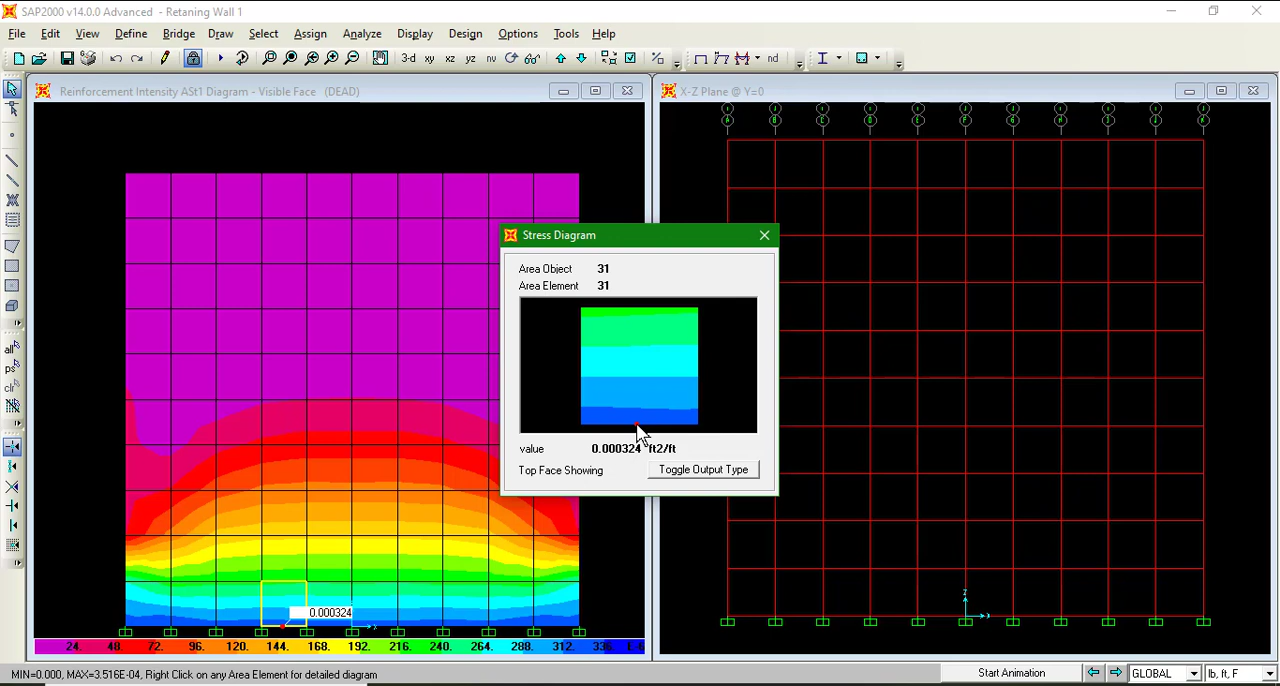 SAP2000 v14.0.0 Advanced - Retaning Wall 1
File Edit View Define Bridge Draw Select Assign Analyze Display Design Options Tools Help
3-d xy xz yz nv nd
Reinforcement Intensity ASt1 Diagram - Visible Face (DEAD)
X-Z Plane @ Y=0
all
ps
clr
Stress Diagram
Area Object 31
Area Element 31
value 0.000324 ft2/ft
Top Face Showing Toggle Output Type
0.000324
X
Z
X
24. 48. 72. 96. 120. 144. 168. 192. 216. 240. 264. 288. 312. 336.
MIN=0.000, MAX=3.516E-04, Right Click on any Area Element for detailed diagram
Start Animation GLOBAL lb, ft, F